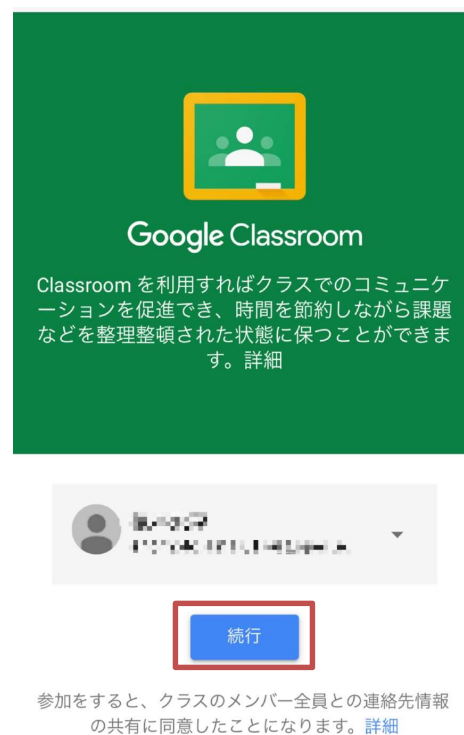 Google Classroom
Classroom を利用すればクラスでのコミュニケ
ーションを促進でき、時間を節約しながら課題
などを整理整頓された状態に保つことができま
す。詳細
続行
参加をすると、クラスのメンバー全員との連絡先情報
の共有に同意したことになります。詳細